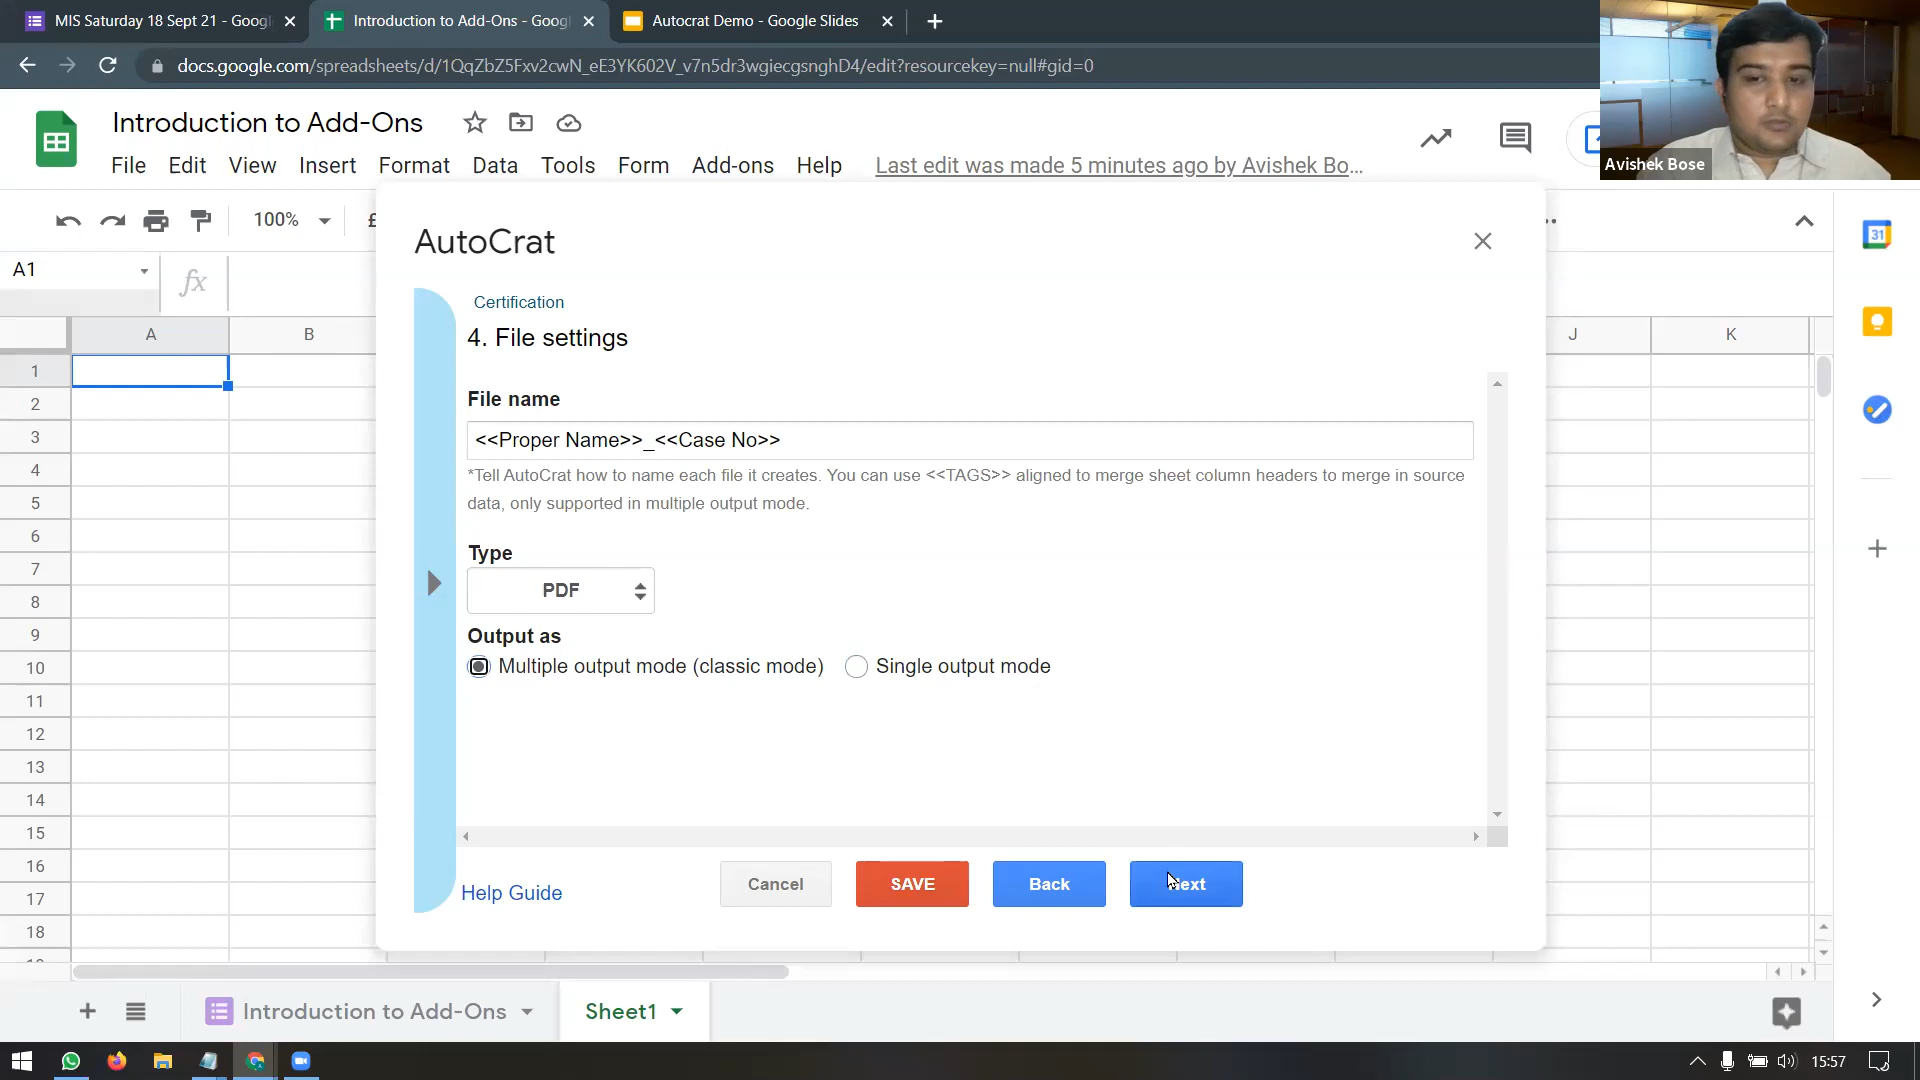 MIS Saturday 18 Sept 21 - Googl
Introduction to Add-Ons - Goog
Autocrat Demo - Google Slides
docs.google.com/spreadsheets/d/1QqZbZ5Fxv2cwN_eE3YK602V_v7n5dr3wgiecgsnghD4/edit?resourcekey=null#gid=0
Avishek Bose
Introduction to Add-Ons
File Edit View Insert Format Data Tools Form Add-ons Help Last edit was made 5 minutes ago by Avishek Bo...
100% £
31
A1 fx
A B J K
AutoCrat
Certification
4. File settings
File name
<<Proper Name>>_<<Case No>>
*Tell AutoCrat how to name each file it creates. You can use <<TAGS>> aligned to merge sheet column headers to merge in source
data, only supported in multiple output mode.
Type
PDF
Output as
Multiple output mode (classic mode) Single output mode
Help Guide
Cancel SAVE Back Next
1
2
3
4
5
6
7
8
9
10
11
12
13
14
15
16
17
18
Introduction to Add-Ons Sheet1
15:57